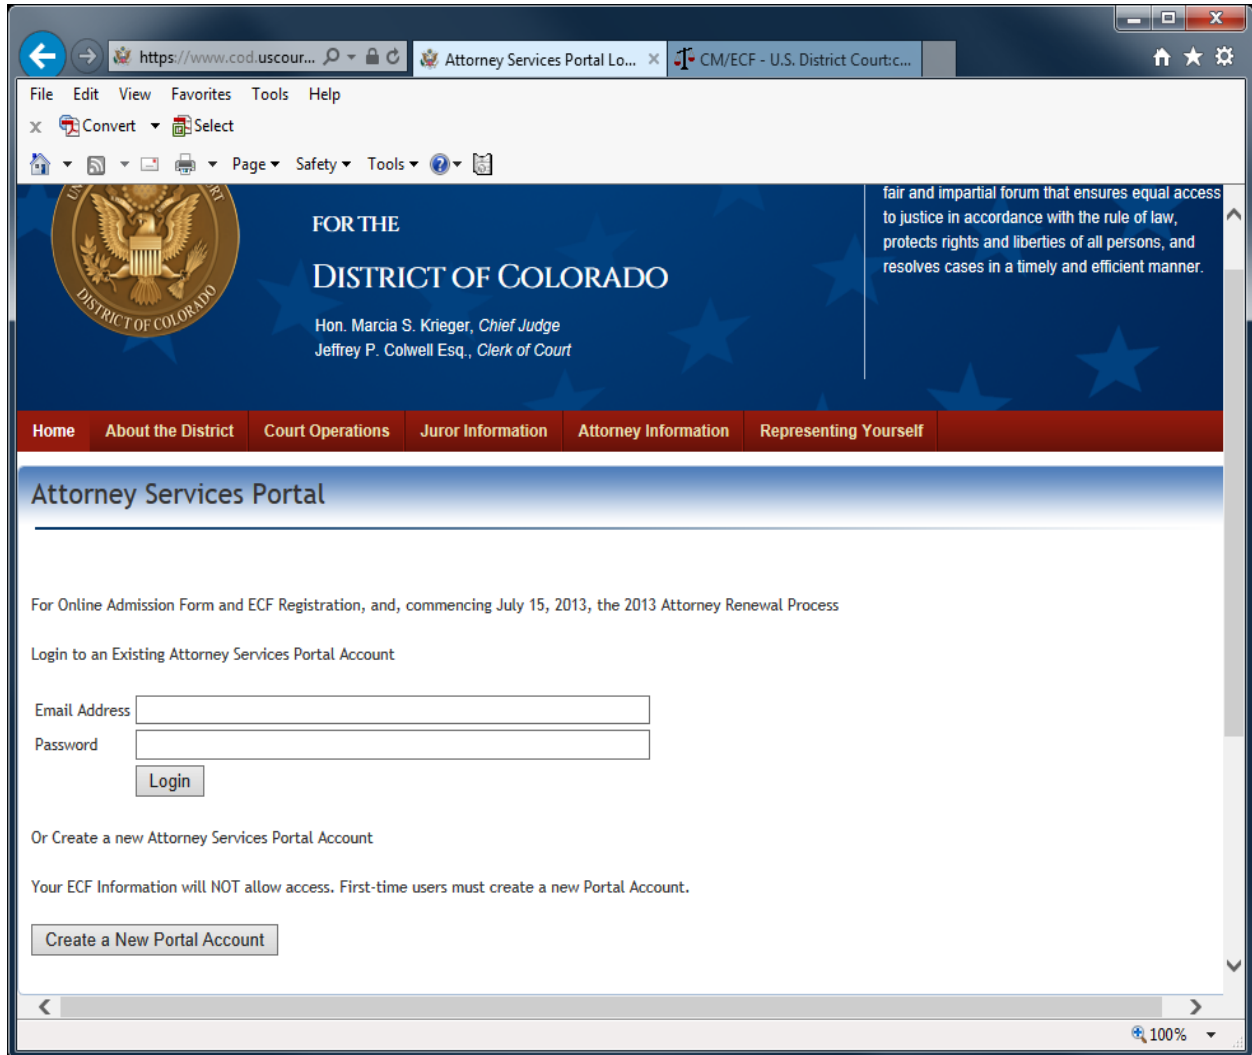 https://www.cod.uscour...
Attorney Services Portal Lo...
CM/ECF - U.S. District Court:c...
File Edit View Favorites Tools Help
x Convert Select
Page Safety Tools
FOR THE
DISTRICT OF COLORADO
Hon. Marcia S. Krieger, Chief Judge
Jeffrey P. Colwell Esq., Clerk of Court
DISTRICT OF COLORADO
fair and impartial forum that ensures equal access
to justice in accordance with the rule of law,
protects rights and liberties of all persons, and
resolves cases in a timely and efficient manner.
Home About the District Court Operations Juror Information Attorney Information Representing Yourself
Attorney Services Portal
For Online Admission Form and ECF Registration, and, commencing July 15, 2013, the 2013 Attorney Renewal Process
Login to an Existing Attorney Services Portal Account
Email Address
Password
Login
Or Create a new Attorney Services Portal Account
Your ECF Information will NOT allow access. First-time users must create a new Portal Account.
Create a New Portal Account
100%